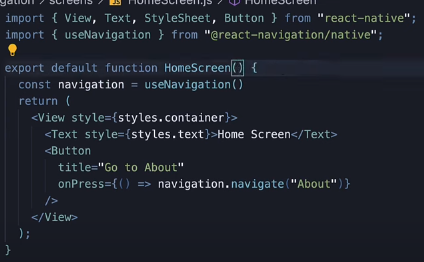 gation > screens > JS HomeScreen.js > HomeScreen
import { View, Text, StyleSheet, Button } from "react-native";
import { useNavigation } from "@react-navigation/native";
export default function HomeScreen() {
  const navigation = useNavigation()
  return (
    <View style={styles.container}>
      <Text style={styles.text}>Home Screen</Text>
      <Button
        title="Go to About"
        onPress={() => navigation.navigate("About")}
      />
    </View>
  );
}